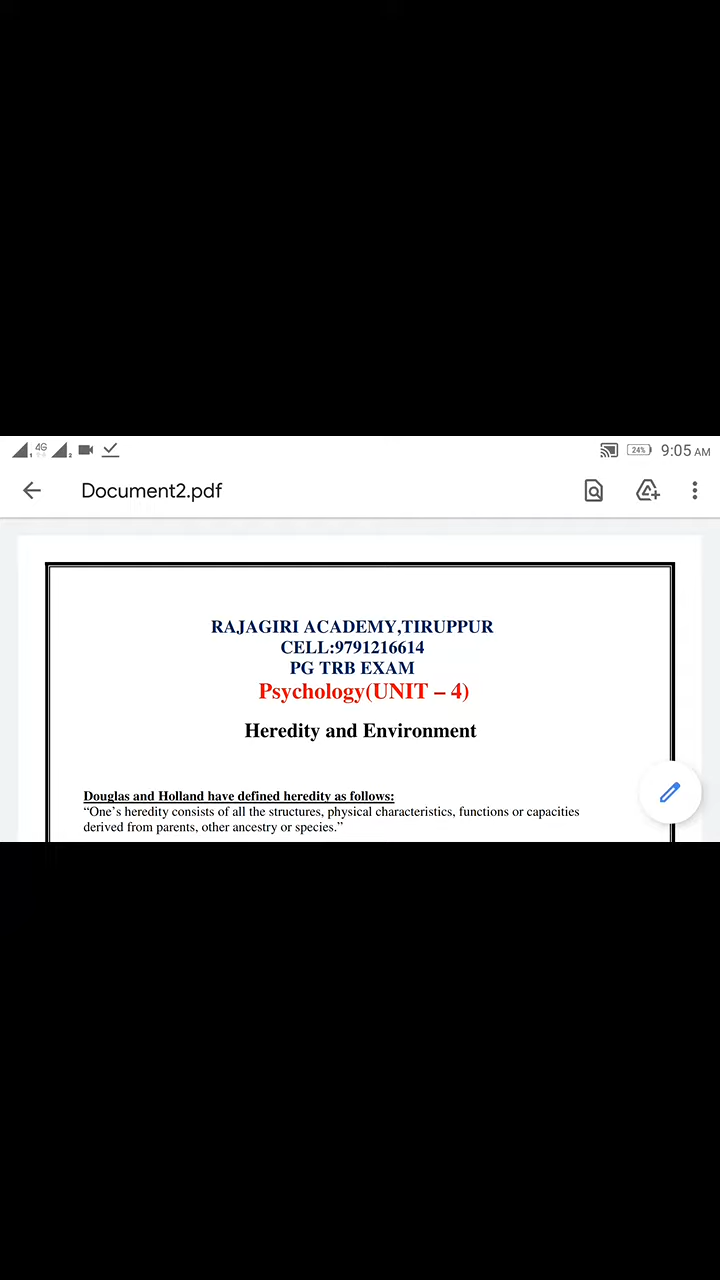 4G
24%
9:05 AM
Document2.pdf
RAJAGIRI ACADEMY,TIRUPPUR
CELL:9791216614
PG TRB EXAM
Psychology(UNIT – 4)
Heredity and Environment
Douglas and Holland have defined heredity as follows:
“One’s heredity consists of all the structures, physical characteristics, functions or capacities
derived from parents, other ancestry or species.”